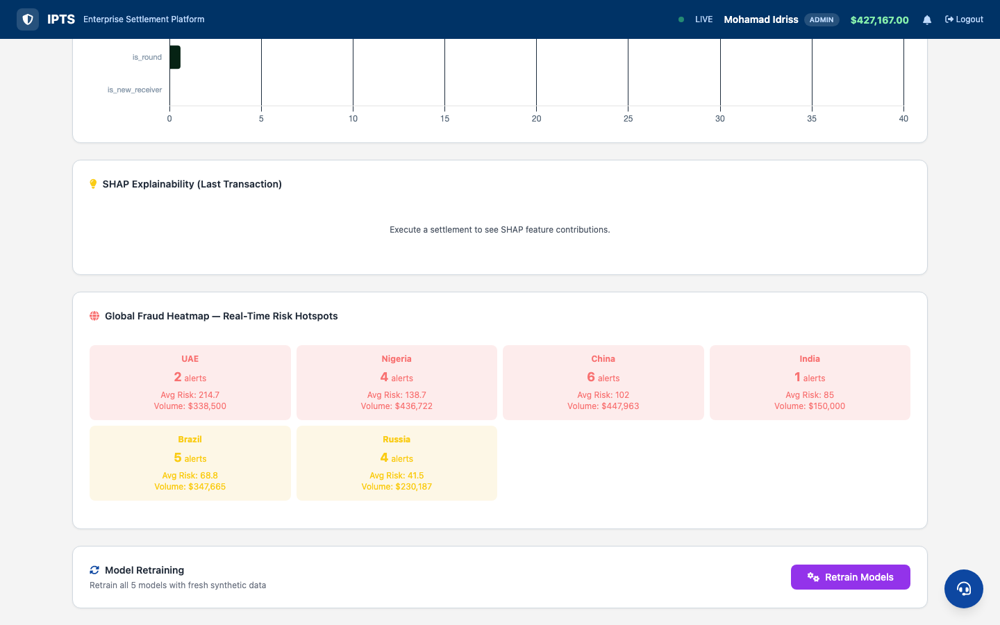 IPTS Enterprise Settlement Platform
LIVE Mohamad Idriss ADMIN $427,167.00 Logout
is_round
is_new_receiver
0 5 10 15 20 25 30 35 40
SHAP Explainability (Last Transaction)
Execute a settlement to see SHAP feature contributions.
Global Fraud Heatmap — Real-Time Risk Hotspots
UAE
2 alerts
Avg Risk: 214.7
Volume: $338,500
Nigeria
4 alerts
Avg Risk: 138.7
Volume: $436,722
China
6 alerts
Avg Risk: 102
Volume: $447,963
India
1 alerts
Avg Risk: 85
Volume: $150,000
Brazil
5 alerts
Avg Risk: 68.8
Volume: $347,665
Russia
4 alerts
Avg Risk: 41.5
Volume: $230,187
Model Retraining
Retrain all 5 models with fresh synthetic data
Retrain Models